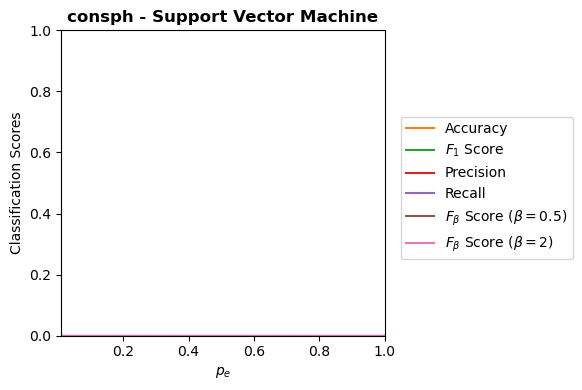 consph - Support Vector Machine
1.0
0.8
0.6
0.4
0.2
0.0
Classification Scores
0.2 0.4 0.6 0.8 1.0
p_e
Accuracy
F_1 Score
Precision
Recall
F_β Score (β = 0.5)
F_β Score (β = 2)